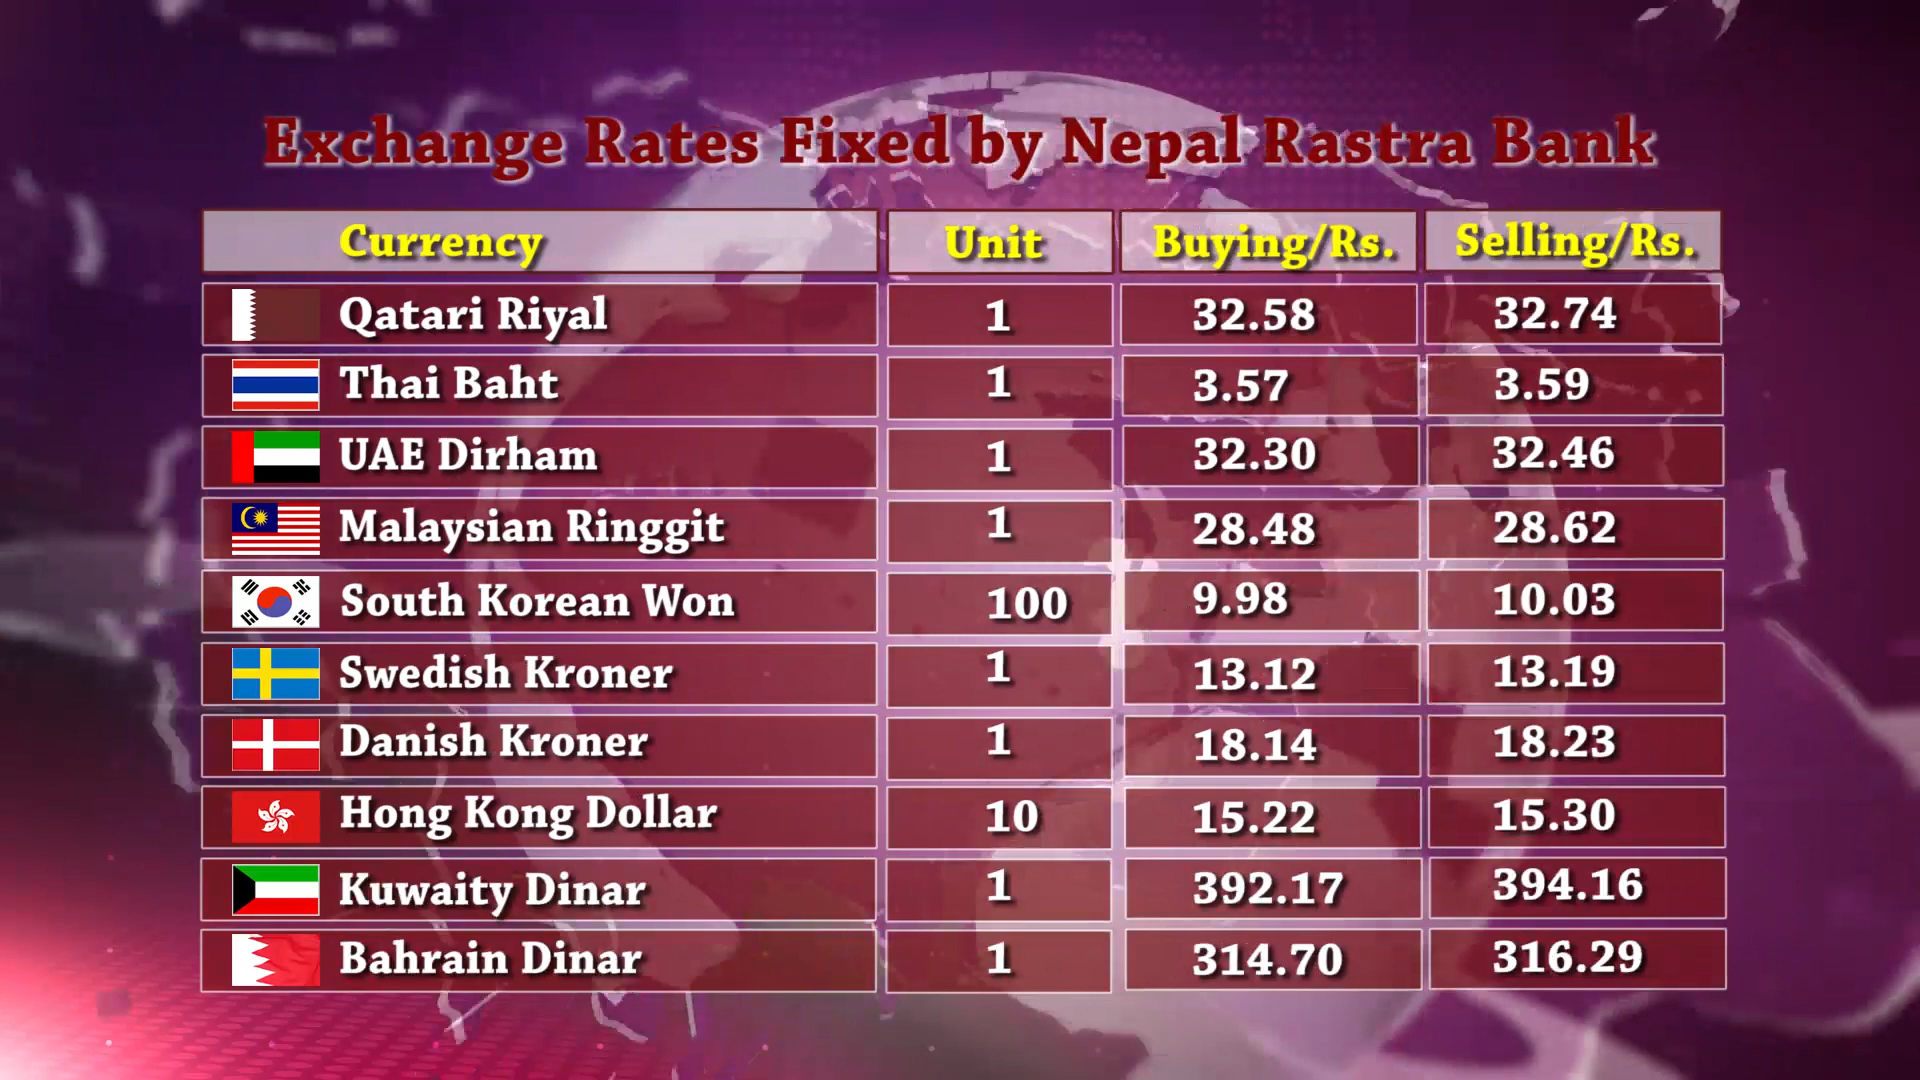 Exchange Rates Fixed by Nepal Rastra Bank
Currency Unit Buying/Rs. Selling/Rs.
Qatari Riyal 1 32.58 32.74
Thai Baht 1 3.57 3.59
UAE Dirham 1 32.30 32.46
Malaysian Ringgit 1 28.48 28.62
South Korean Won 100 9.98 10.03
Swedish Kroner 1 13.12 13.19
Danish Kroner 1 18.14 18.23
Hong Kong Dollar 10 15.22 15.30
Kuwaity Dinar 1 392.17 394.16
Bahrain Dinar 1 314.70 316.29